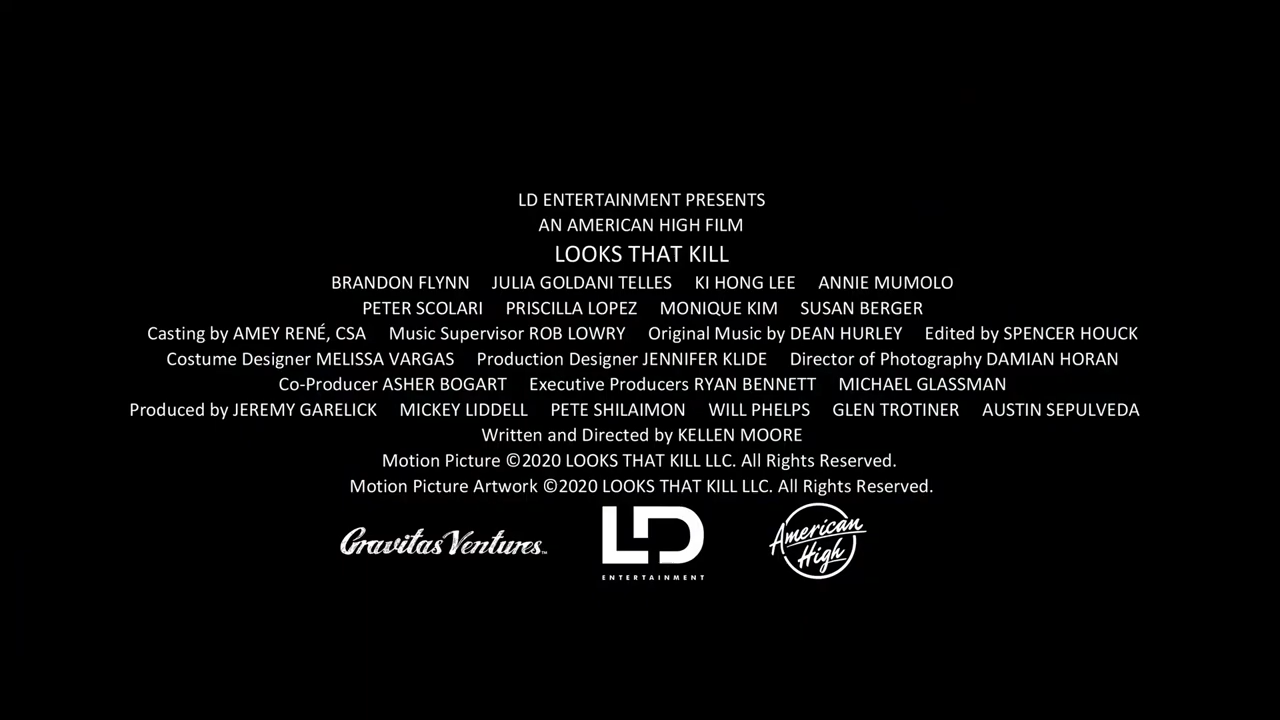 LD ENTERTAINMENT PRESENTS
AN AMERICAN HIGH FILM
LOOKS THAT KILL
BRANDON FLYNN JULIA GOLDANI TELLES KI HONG LEE ANNIE MUMOLO
PETER SCOLARI PRISCILLA LOPEZ MONIQUE KIM SUSAN BERGER
Casting by AMEY RENÉ, CSA Music Supervisor ROB LOWRY Original Music by DEAN HURLEY Edited by SPENCER HOUCK
Costume Designer MELISSA VARGAS Production Designer JENNIFER KLIDE Director of Photography DAMIAN HORAN
Co-Producer ASHER BOGART Executive Producers RYAN BENNETT MICHAEL GLASSMAN
Produced by JEREMY GARELICK MICKEY LIDDELL PETE SHILAIMON WILL PHELPS GLEN TROTINER AUSTIN SEPULVEDA
Written and Directed by KELLEN MOORE
Motion Picture ©2020 LOOKS THAT KILL LLC. All Rights Reserved.
Motion Picture Artwork ©2020 LOOKS THAT KILL LLC. All Rights Reserved.
Gravitas Ventures™
LD
ENTERTAINMENT
American
High